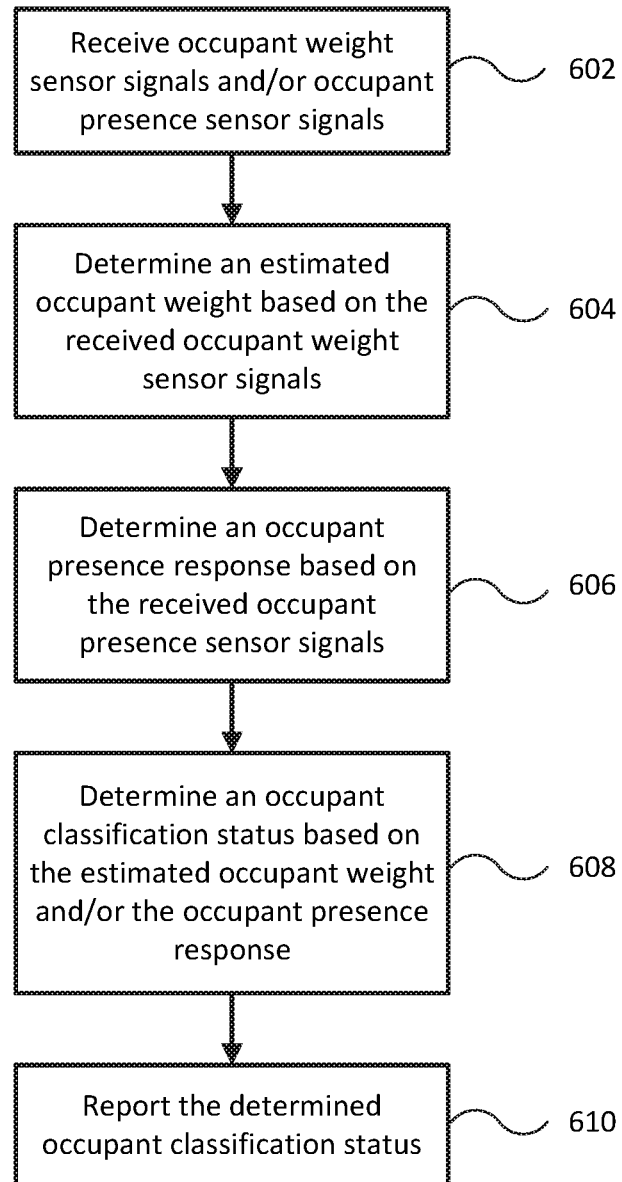 Receive occupant weight
sensor signals and/or occupant
presence sensor signals
602
Determine an estimated
occupant weight based on the
received occupant weight
sensor signals
604
Determine an occupant
presence response based on
the received occupant
presence sensor signals
606
Determine an occupant
classification status based on
the estimated occupant weight
and/or the occupant presence
response
608
Report the determined
occupant classification status
610